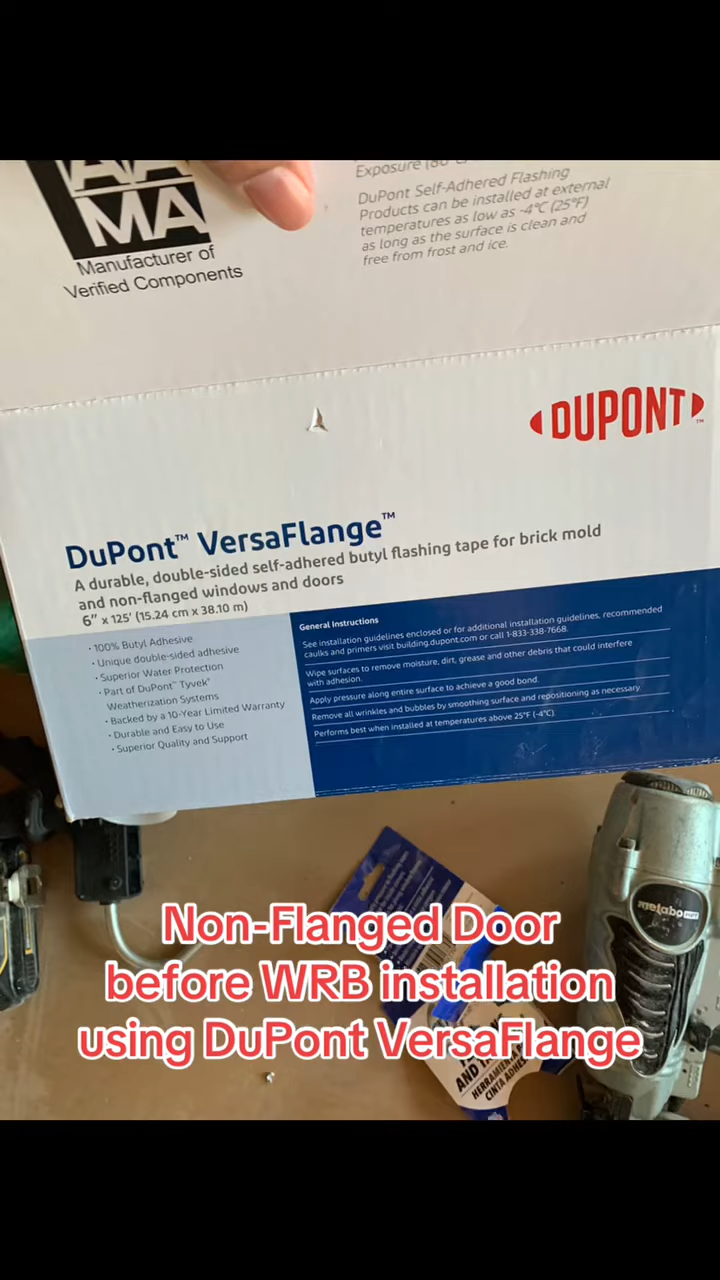 AAMA
Manufacturer of
Verified Components
Exposure (80
DuPont Self-Adhered Flashing
Products can be installed at external
temperatures as low as -4°C (25°F)
as long as the surface is clean and
free from frost and ice.
DUPONT™
DuPont™ VersaFlange™
A durable, double-sided self-adhered butyl flashing tape for brick mold
and non-flanged windows and doors
6" x 125' (15.24 cm x 38.10 m)
• 100% Butyl Adhesive
• Unique double-sided adhesive
• Superior Water Protection
• Part of DuPont™ Tyvek®
Weatherization Systems
• Backed by a 10-Year Limited Warranty
• Durable and Easy to Use
• Superior Quality and Support
General Instructions
See installation guidelines enclosed or for additional installation guidelines, recommended
caulks and primers visit building.dupont.com or call 1-833-338-7668.
Wipe surfaces to remove moisture, dirt, grease and other debris that could interfere
with adhesion.
Apply pressure along entire surface to achieve a good bond.
Remove all wrinkles and bubbles by smoothing surface and repositioning as necessary.
Performs best when installed at temperatures above 25°F (-4°C).
metabo HPT
Non-Flanged Door
before WRB installation
using DuPont VersaFlange
AND
HERRAMIENTA
CINTA ADHE